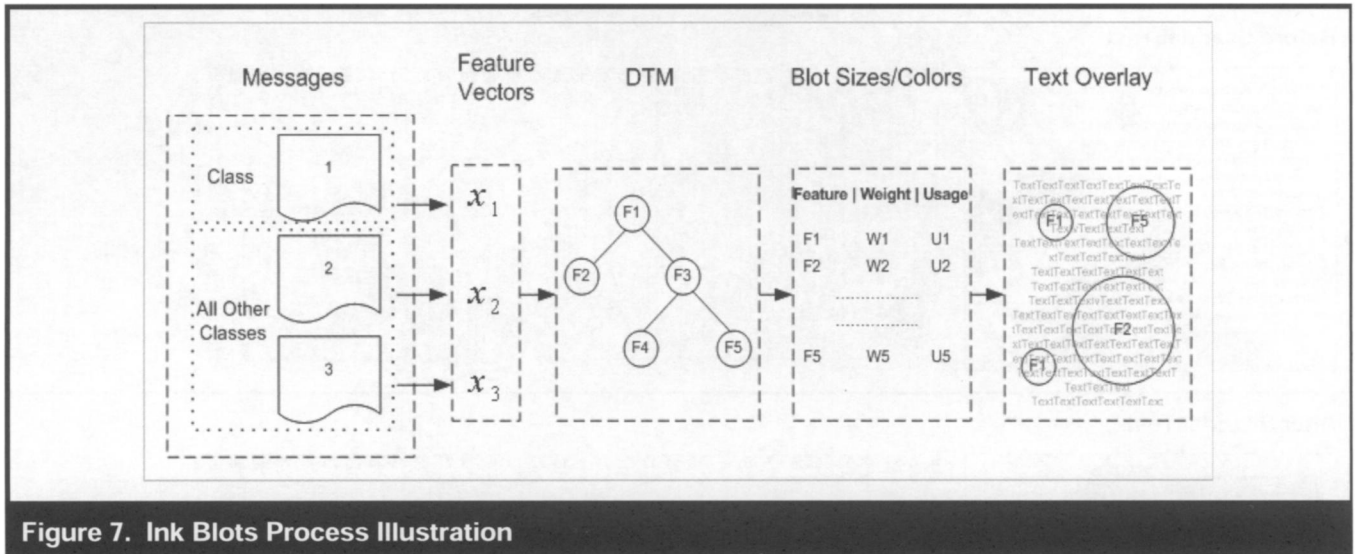 Messages
Feature
Vectors
DTM
Blot Sizes/Colors
Text Overlay
Class
1
2
All Other
Classes
3
x1
x2
x3
F1
F2
F3
F4
F5
Feature | Weight | Usage
F1 W1 U1
F2 W2 U2
F5 W5 U5
F1
F5
F2
F1
Figure 7. Ink Blots Process Illustration